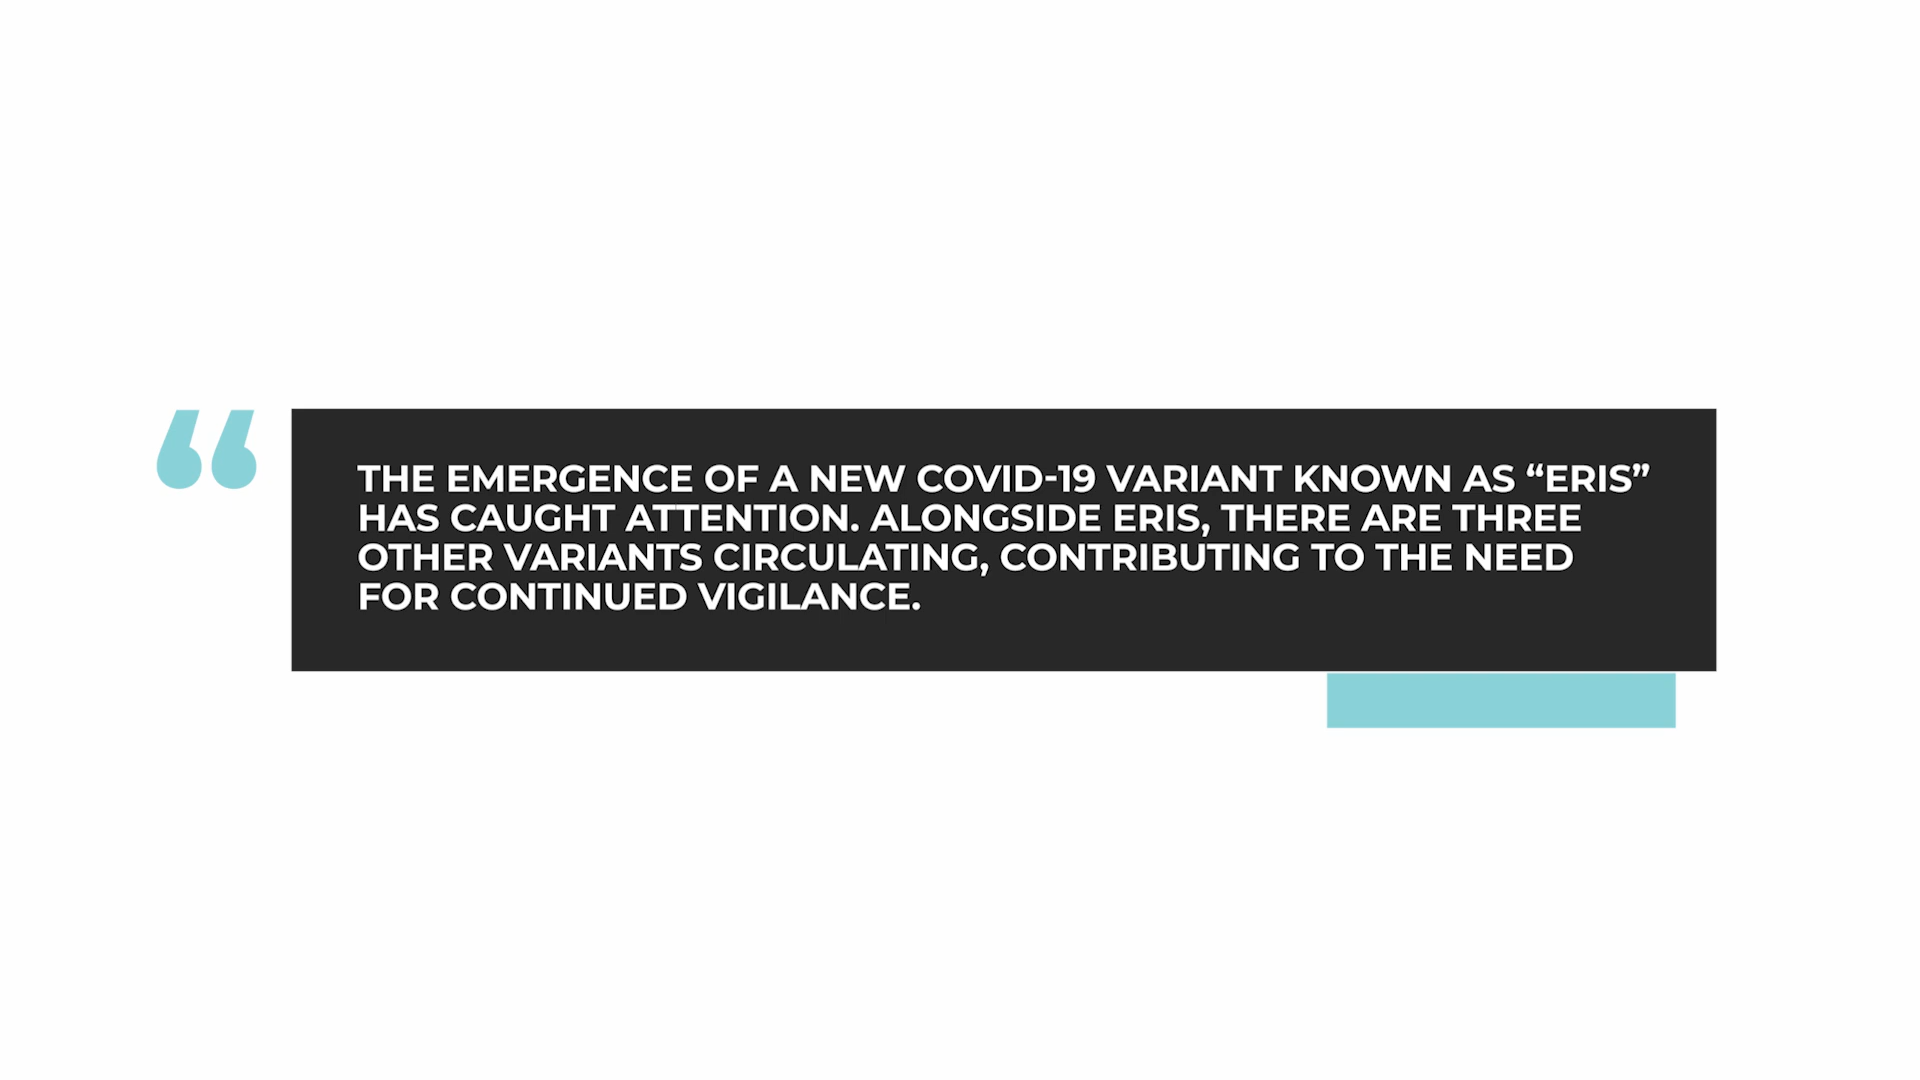 “
THE EMERGENCE OF A NEW COVID-19 VARIANT KNOWN AS “ERIS”
HAS CAUGHT ATTENTION. ALONGSIDE ERIS, THERE ARE THREE
OTHER VARIANTS CIRCULATING, CONTRIBUTING TO THE NEED
FOR CONTINUED VIGILANCE.